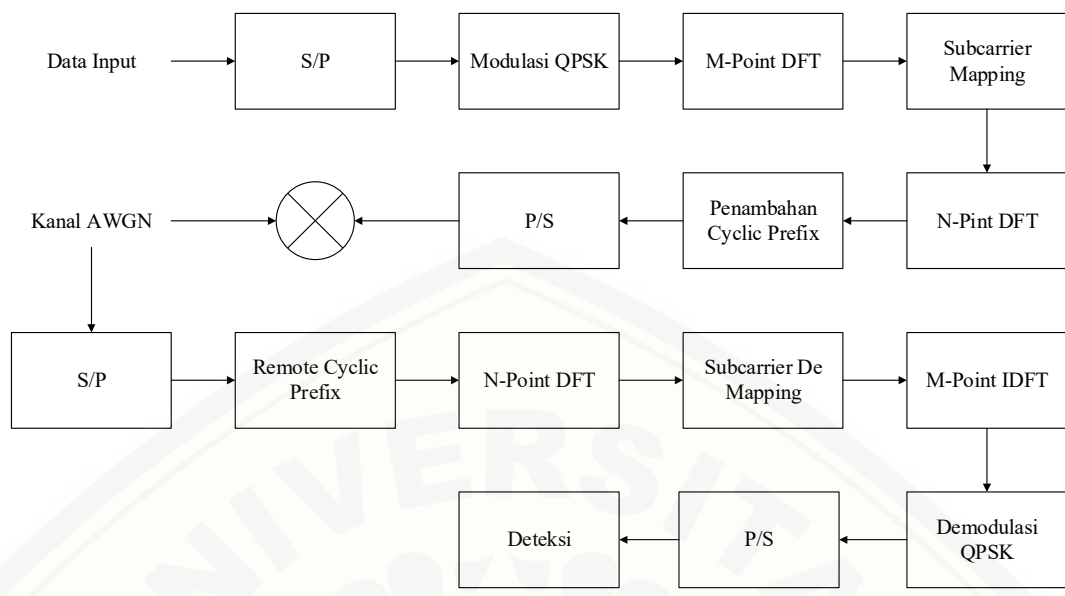 Data Input
S/P
Modulasi QPSK
M-Point DFT
Subcarrier
Mapping
Kanal AWGN
P/S
Penambahan
Cyclic Prefix
N-Pint DFT
S/P
Remote Cyclic
Prefix
N-Point DFT
Subcarrier De
Mapping
M-Point IDFT
Deteksi
P/S
Demodulasi
QPSK
NIVERSITA